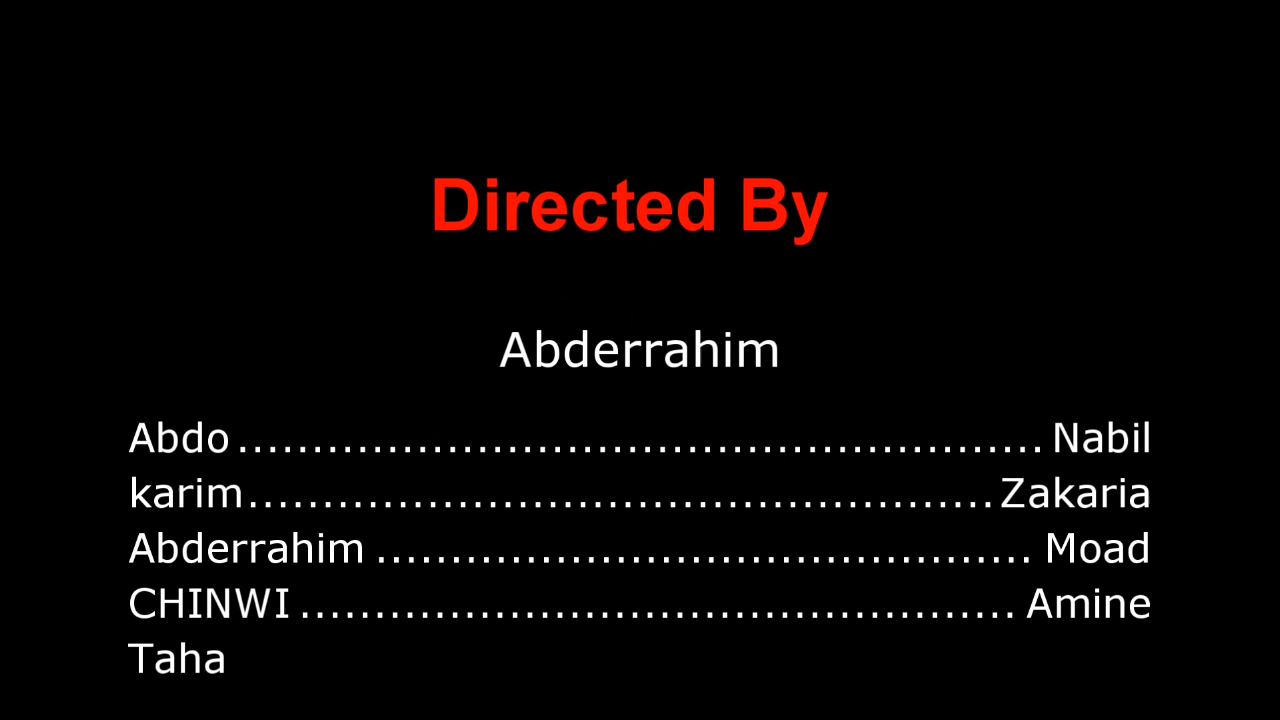 Directed By
Abderrahim
Abdo ...................................................... Nabil
karim.................................................. Zakaria
Abderrahim ............................................ Moad
CHINWI ................................................ Amine
Taha